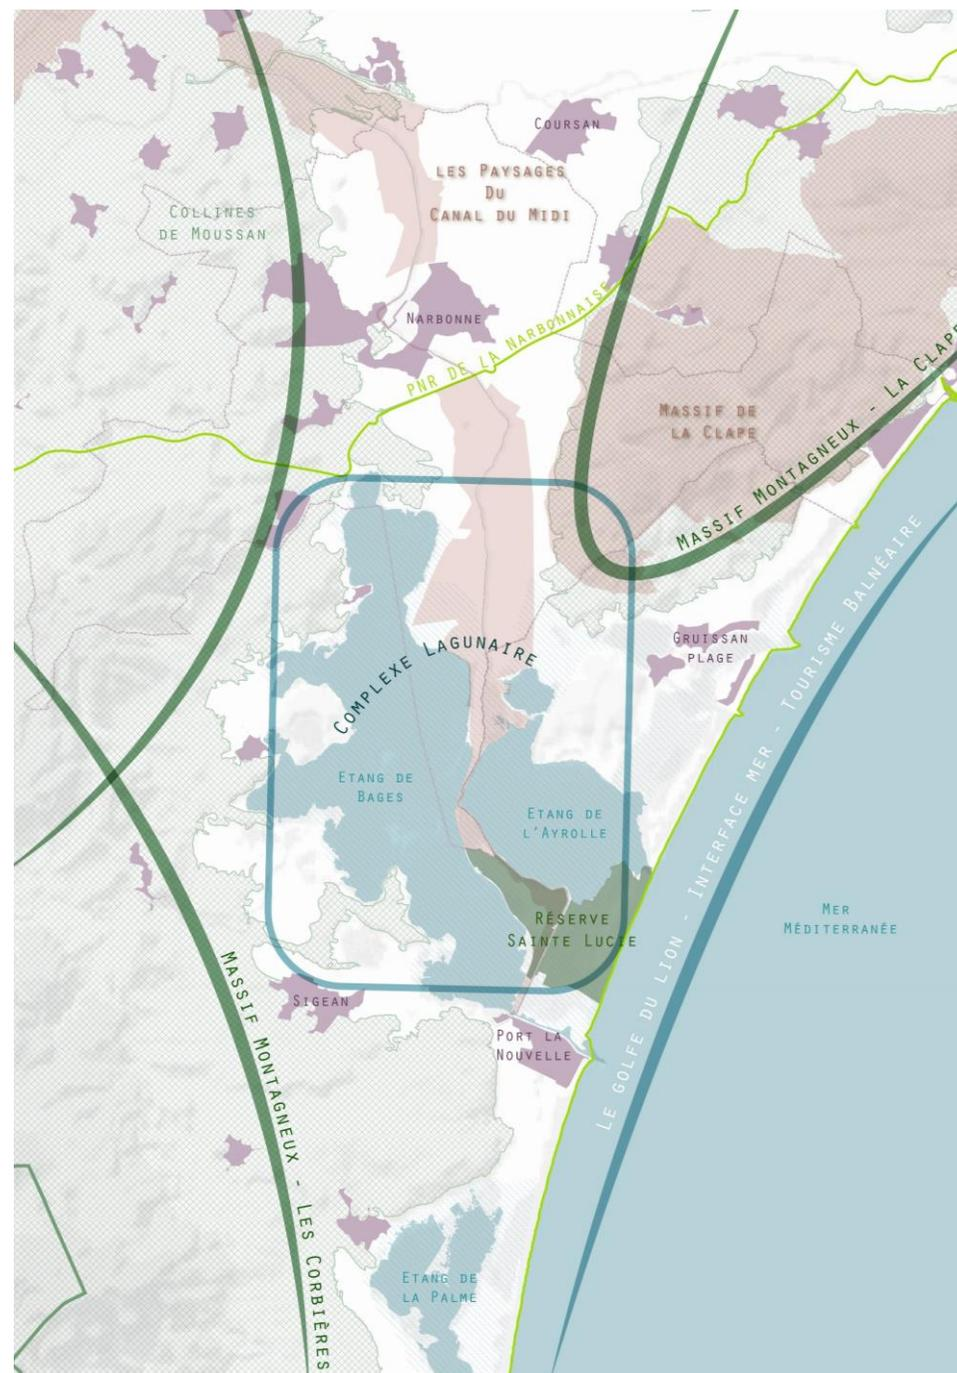 Coursan
Les Paysages
Du
Canal du Midi
Collines
de Moussan
Narbonne
PNR de la Narbonnaise
Massif de
la Clape
Massif Montagneux - La Clape
Complexe Lagunaire
Gruissan
plage
Etang de
Bages
Etang de
l'Ayrolle
Réserve
Sainte Lucie
Mer
Méditerranée
Le golfe du lion - Interface mer - Tourisme Balnéaire
Sigean
Port la
Nouvelle
Massif Montagneux - Les Corbières
Etang de
la Palme